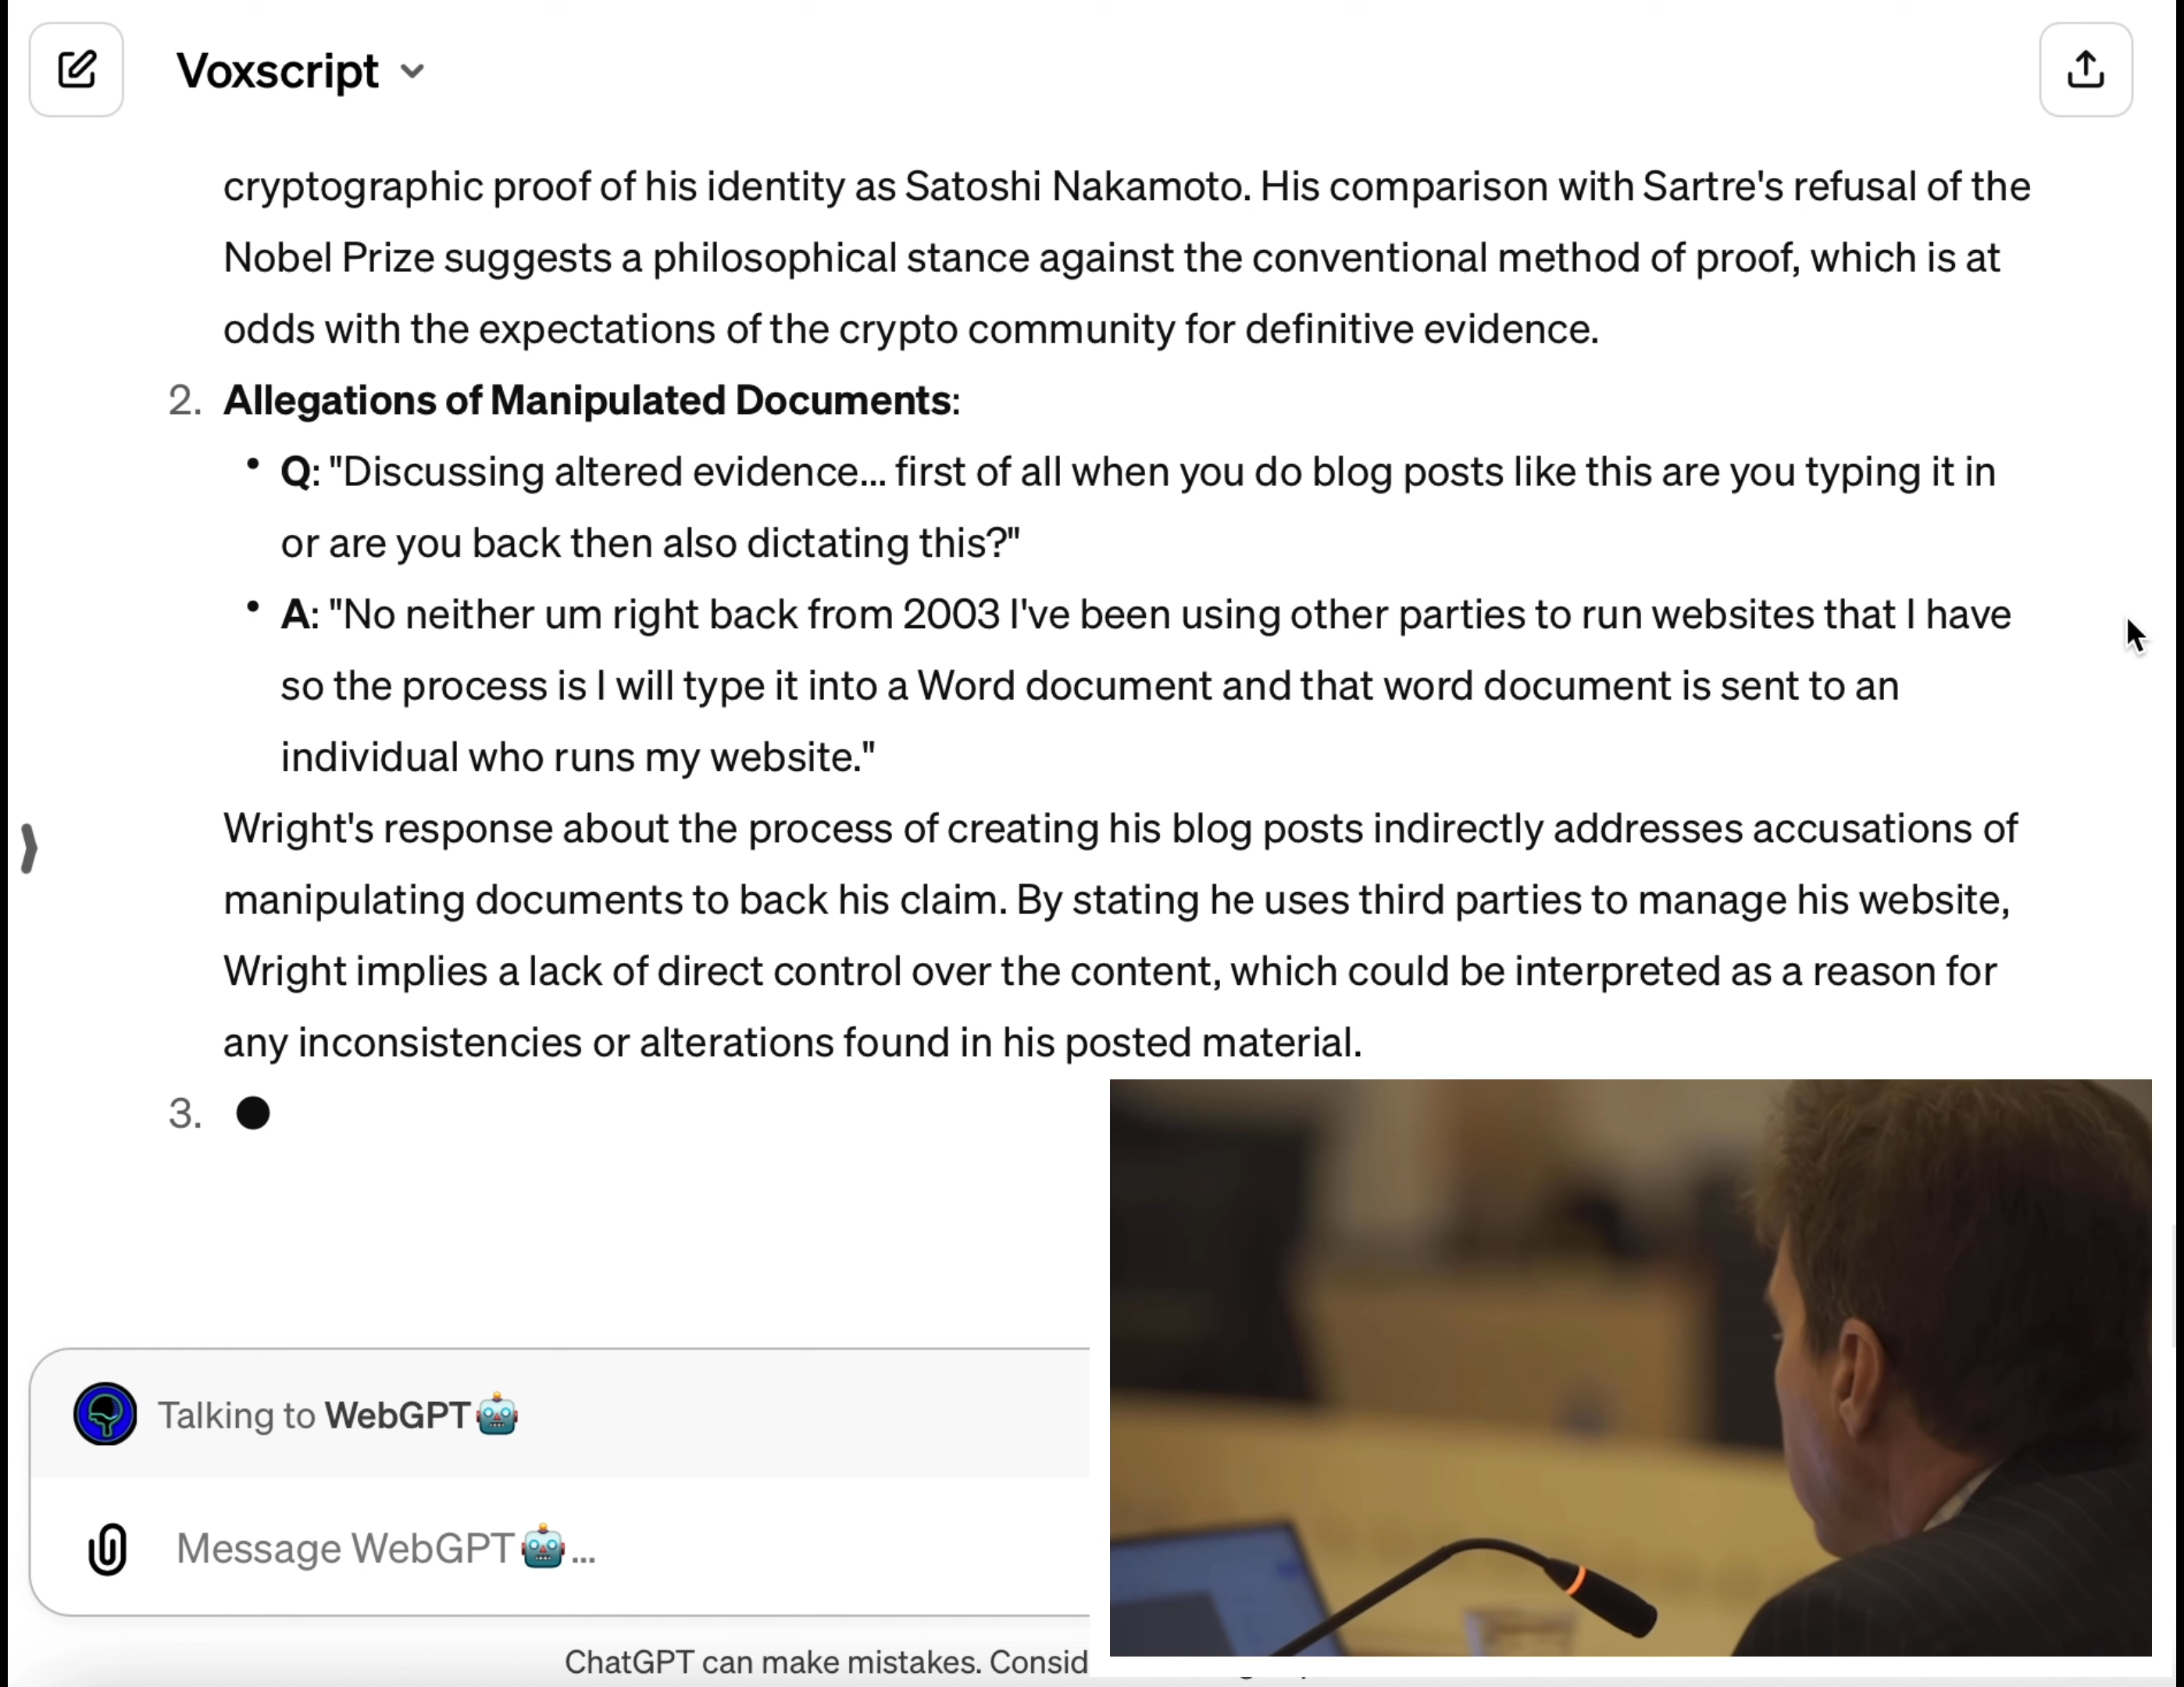 Voxscript
cryptographic proof of his identity as Satoshi Nakamoto. His comparison with Sartre's refusal of the
Nobel Prize suggests a philosophical stance against the conventional method of proof, which is at
odds with the expectations of the crypto community for definitive evidence.
2. Allegations of Manipulated Documents:
• Q: "Discussing altered evidence... first of all when you do blog posts like this are you typing it in
or are you back then also dictating this?"
• A: "No neither um right back from 2003 I've been using other parties to run websites that I have
so the process is I will type it into a Word document and that word document is sent to an
individual who runs my website."
Wright's response about the process of creating his blog posts indirectly addresses accusations of
manipulating documents to back his claim. By stating he uses third parties to manage his website,
Wright implies a lack of direct control over the content, which could be interpreted as a reason for
any inconsistencies or alterations found in his posted material.
3.
Talking to WebGPT🤖
Message WebGPT🤖...
ChatGPT can make mistakes. Consid